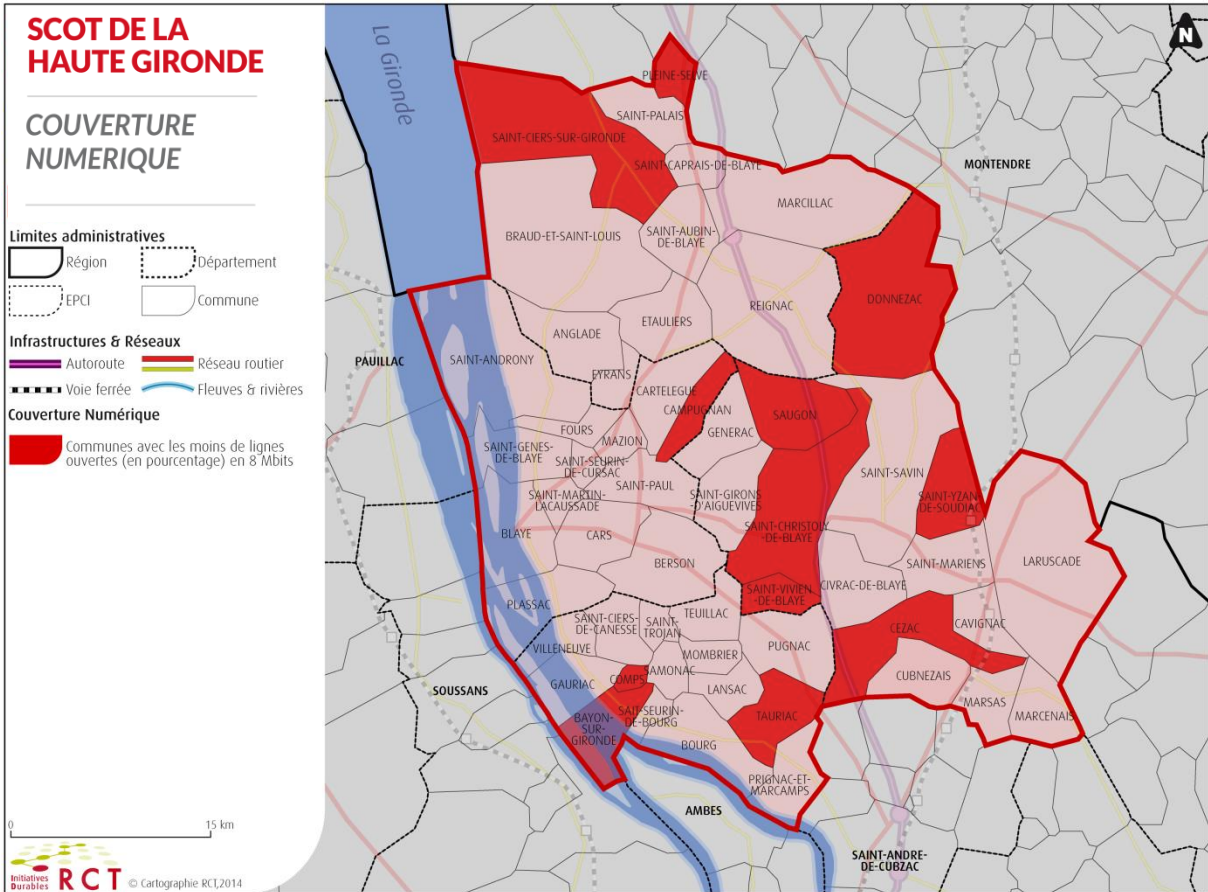 SCOT DE LA
HAUTE GIRONDE
COUVERTURE
NUMERIQUE
Limites administratives
Région
Département
EPCI
Commune
Infrastructures & Réseaux
Autoroute
Réseau routier
Voie ferrée
Fleuves & rivières
Couverture Numérique
Communes avec les moins de lignes
ouvertes (en pourcentage) en 8 Mbits
0
15 km
Initiatives
Durables
RCT
© Cartographie RCT,2014
N
La Gironde
PLEINE-SELVE
SAINT-PALAIS
SAINT-CIERS-SUR-GIRONDE
SAINT-CAPRAIS-DE-BLAYE
MONTENDRE
MARCILLAC
BRAUD-ET-SAINT-LOUIS
SAINT-AUBIN-
DE-BLAYE
DONNEZAC
REIGNAC
ETAULIERS
ANGLADE
PAUILLAC
SAINT-ANDRONY
EYRANS
CARTELEGUE
CAMPUGNAN
SAUGON
GENERAC
FOURS
MAZION
SAINT-GENES-
DE-BLAYE
SAINT-SEURIN-
DE-CURSAC
SAINT-SAVIN
SAINT-PAUL
SAINT-MARTIN-
LACAUSSADE
SAINT-GIRONS
-D'AIGUEVIVES
SAINT-YZAN
DE-SOUDIAC
SAINT-CHRISTOLY
-DE-BLAYE
BLAYE
CARS
BERSON
SAINT-MARIENS
LARUSCADE
SAINT-VIVIEN
-DE-BLAYE
CIVRAC-DE-BLAYE
PLASSAC
SAINT-CIERS-
DE-CANESSE
SAINT-
TROJAN
TEUILLAC
CEZAC
CAVIGNAC
VILLENEUVE
MOMBRIER
PUGNAC
SAMONAC
COMPS
GAURIAC
LANSAC
CUBNEZAIS
SOUSSANS
MARSAS
MARCENAIS
BAYON-
SUR-
GIRONDE
SAIT-SEURIN-
DE-BOURG
TAURIAC
BOURG
PRIGNAC-ET-
MARCAMPS
AMBES
SAINT-ANDRE-
DE-CUBZAC